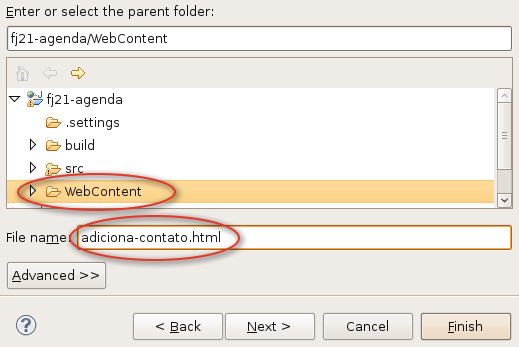 Enter or select the parent folder:
fj21-agenda/WebContent
fj21-agenda
.settings
build
src
WebContent
File name: adiciona-contato.html
Advanced >>
? < Back Next > Cancel Finish